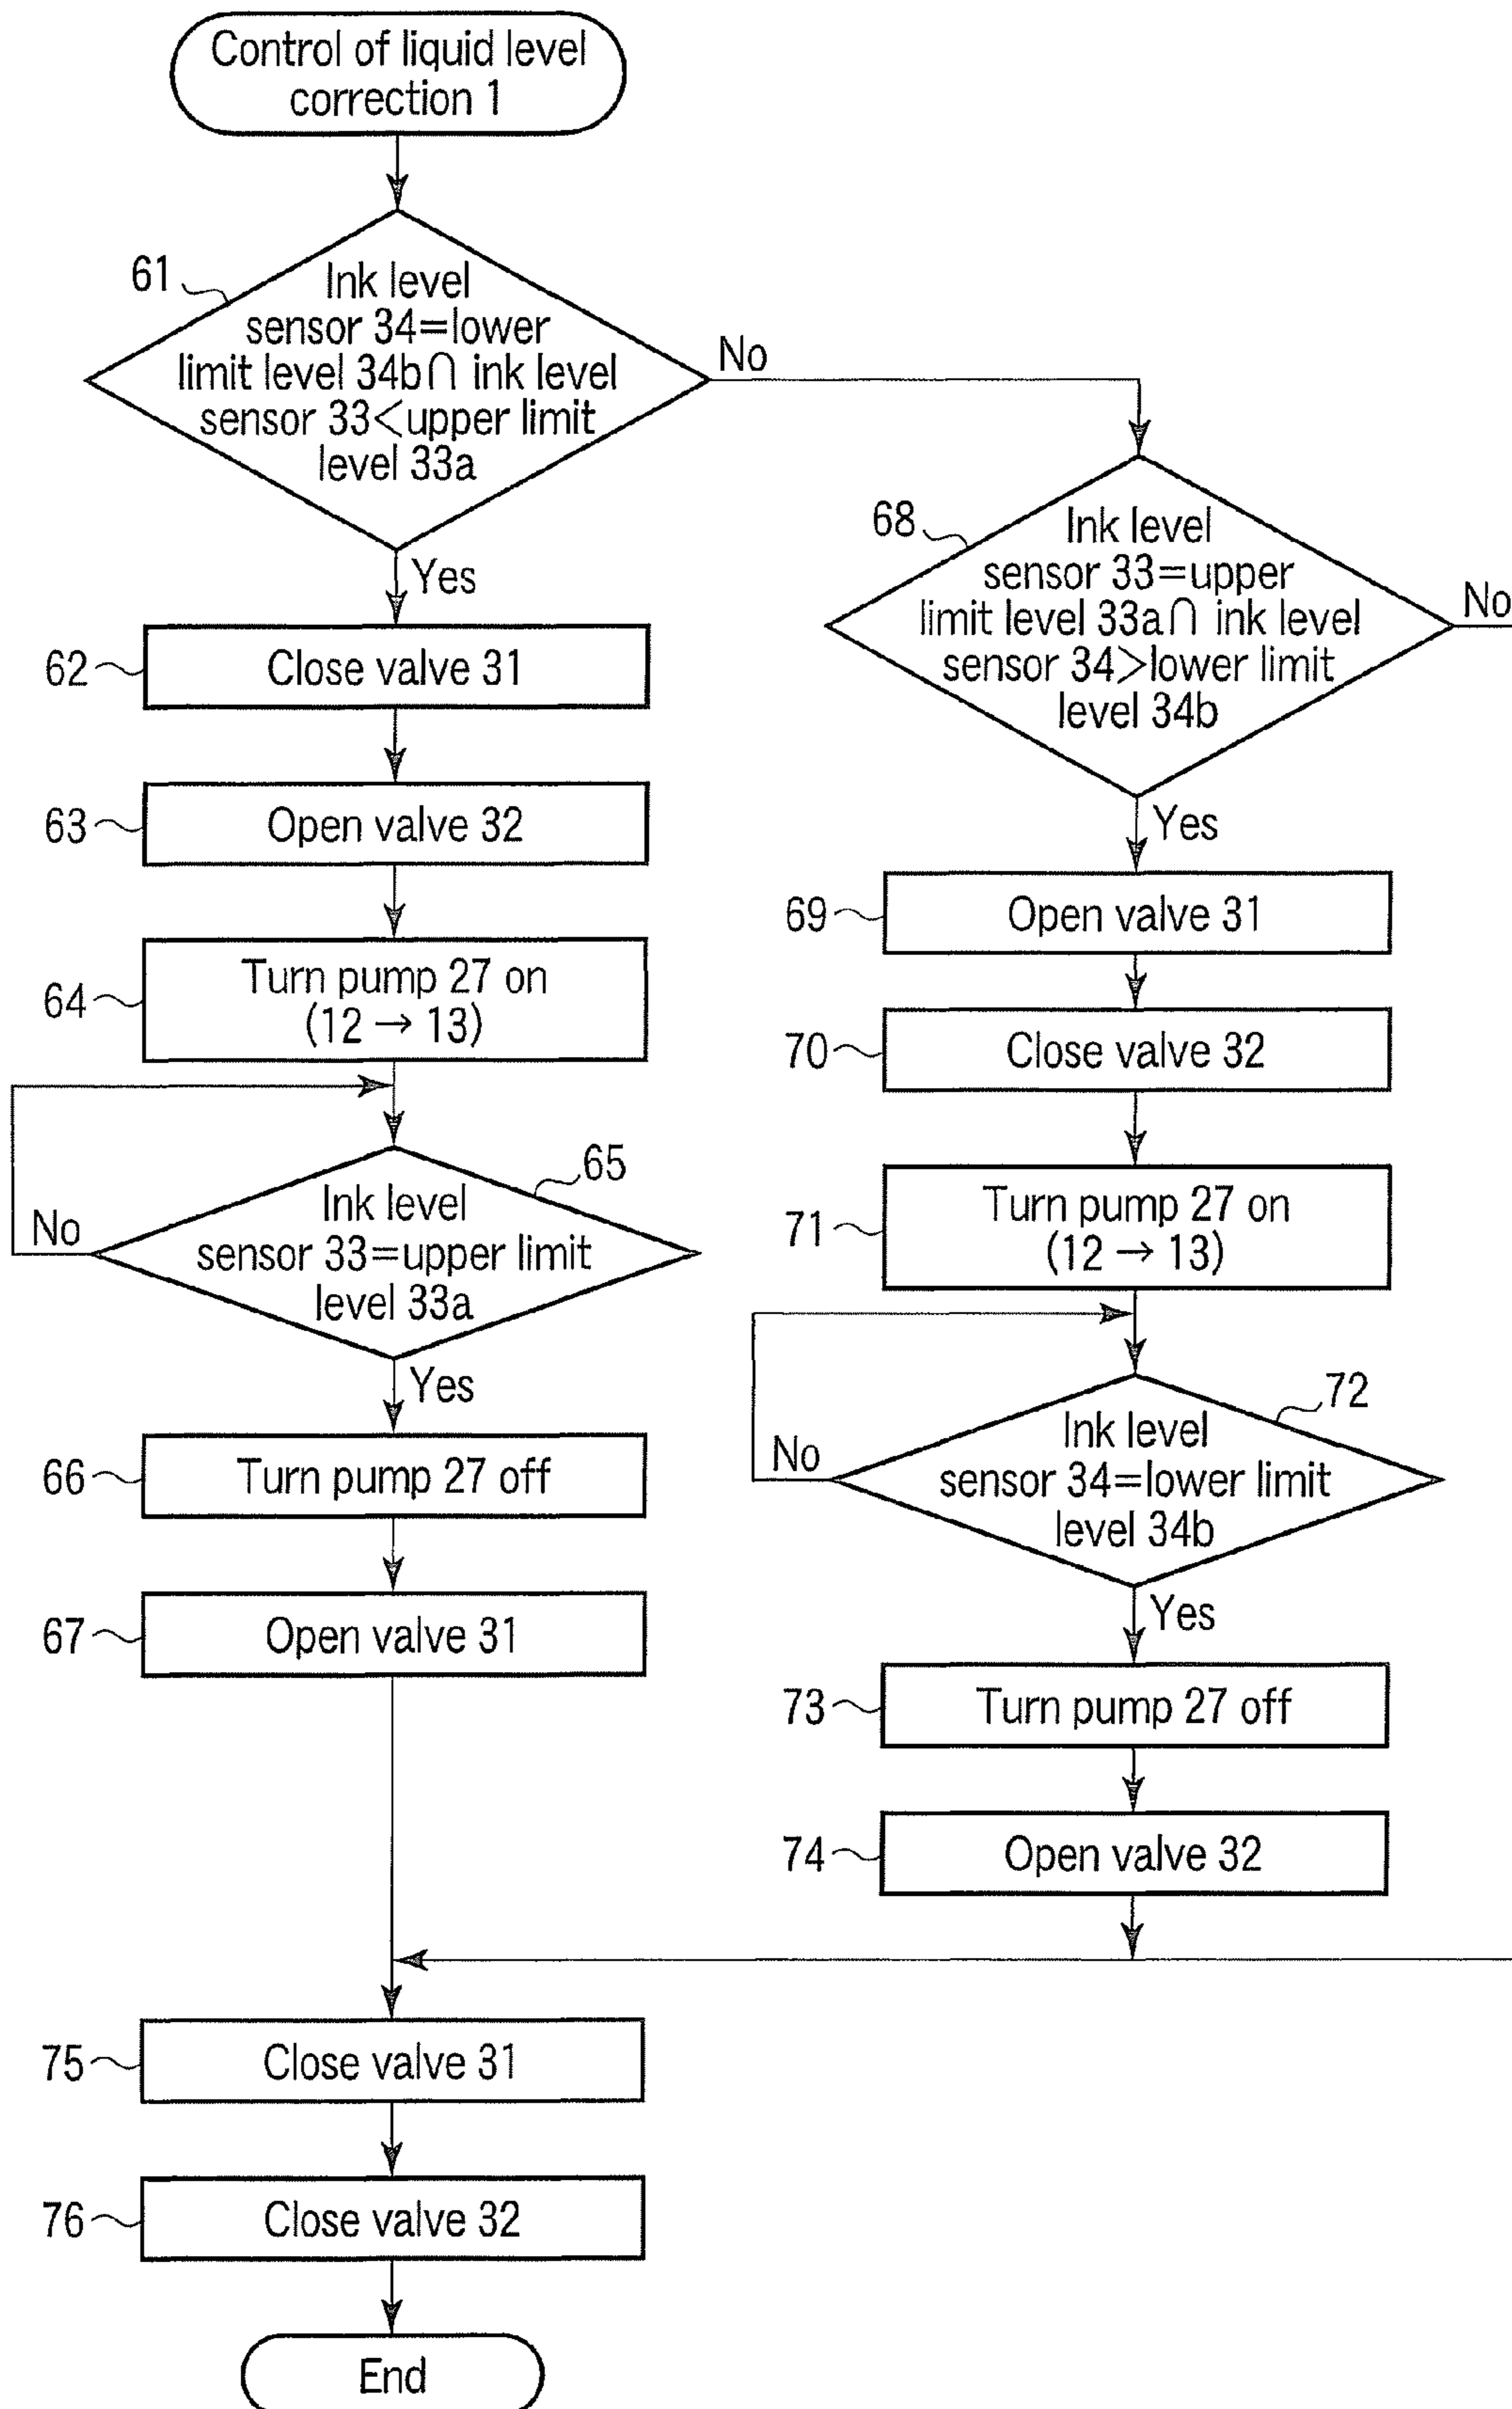 Control of liquid level
correction 1
61
Ink level
sensor 34=lower
limit level 34b∩ ink level
sensor 33<upper limit
level 33a
No
Yes
62
Close valve 31
63
Open valve 32
64
Turn pump 27 on
(12 → 13)
65
Ink level
sensor 33=upper limit
level 33a
No
Yes
66
Turn pump 27 off
67
Open valve 31
68
Ink level
sensor 33=upper
limit level 33a∩ ink level
sensor 34>lower limit
level 34b
No
Yes
69
Open valve 31
70
Close valve 32
71
Turn pump 27 on
(12 → 13)
72
Ink level
sensor 34=lower limit
level 34b
No
Yes
73
Turn pump 27 off
74
Open valve 32
75
Close valve 31
76
Close valve 32
End